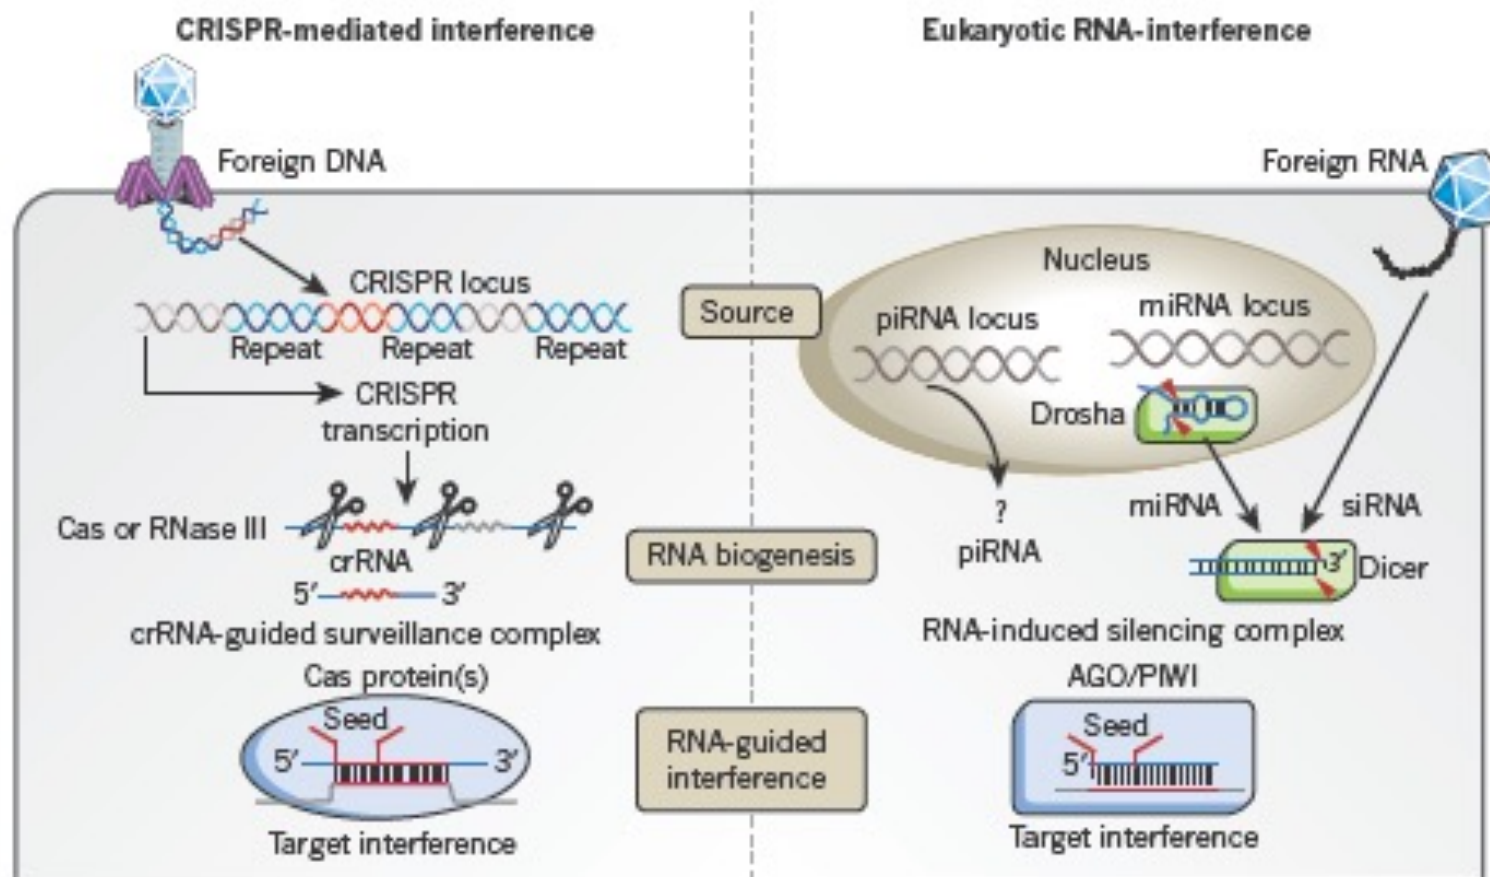 CRISPR-mediated interference
Foreign DNA
CRISPR locus
Repeat Repeat Repeat
CRISPR
transcription
Cas or RNase III
crRNA
5′ 3′
crRNA-guided surveillance complex
Cas protein(s)
Seed
5′ 3′
Target interference
Source
RNA biogenesis
RNA-guided
interference
Eukaryotic RNA-interference
Foreign RNA
Nucleus
piRNA locus
miRNA locus
Drosha
?
piRNA
miRNA
siRNA
3′
Dicer
RNA-induced silencing complex
AGO/PIWI
Seed
5′
Target interference